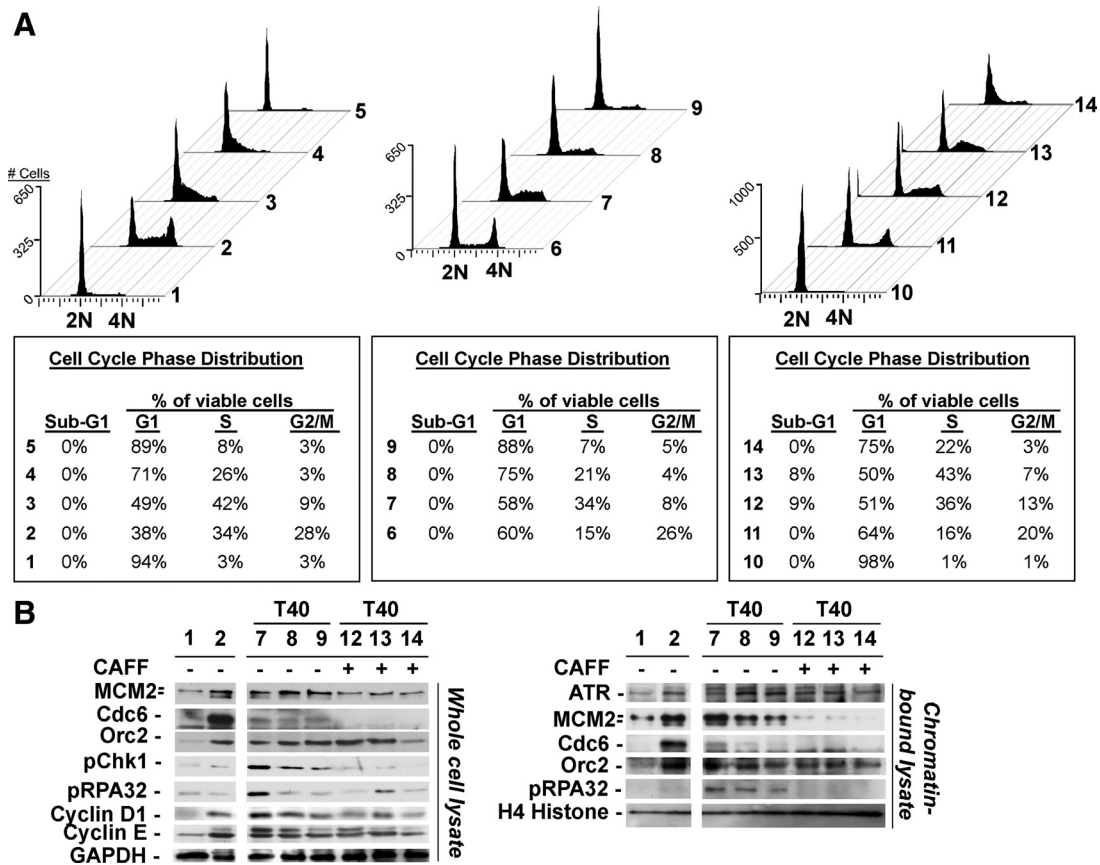 A
# Cells
650
325
0
2N 4N
1
2
3
4
5
650
325
0
2N 4N
6
7
8
9
1000
500
0
2N 4N
10
11
12
13
14
Cell Cycle Phase Distribution
% of viable cells
Sub-G1 G1 S G2/M
5 0% 89% 8% 3%
4 0% 71% 26% 3%
3 0% 49% 42% 9%
2 0% 38% 34% 28%
1 0% 94% 3% 3%
Cell Cycle Phase Distribution
% of viable cells
Sub-G1 G1 S G2/M
9 0% 88% 7% 5%
8 0% 75% 21% 4%
7 0% 58% 34% 8%
6 0% 60% 15% 26%
Cell Cycle Phase Distribution
% of viable cells
Sub-G1 G1 S G2/M
14 0% 75% 22% 3%
13 8% 50% 43% 7%
12 9% 51% 36% 13%
11 0% 64% 16% 20%
10 0% 98% 1% 1%
B
T40 T40
1 2 7 8 9 12 13 14
CAFF - - - - - + + +
MCM2=
Cdc6 -
Orc2 -
pChk1 -
pRPA32 -
Cyclin D1 -
Cyclin E -
GAPDH -
Whole cell lysate
T40 T40
1 2 7 8 9 12 13 14
CAFF - - - - - + + +
ATR -
MCM2=
Cdc6 -
Orc2 -
pRPA32 -
H4 Histone -
Chromatin-
bound lysate